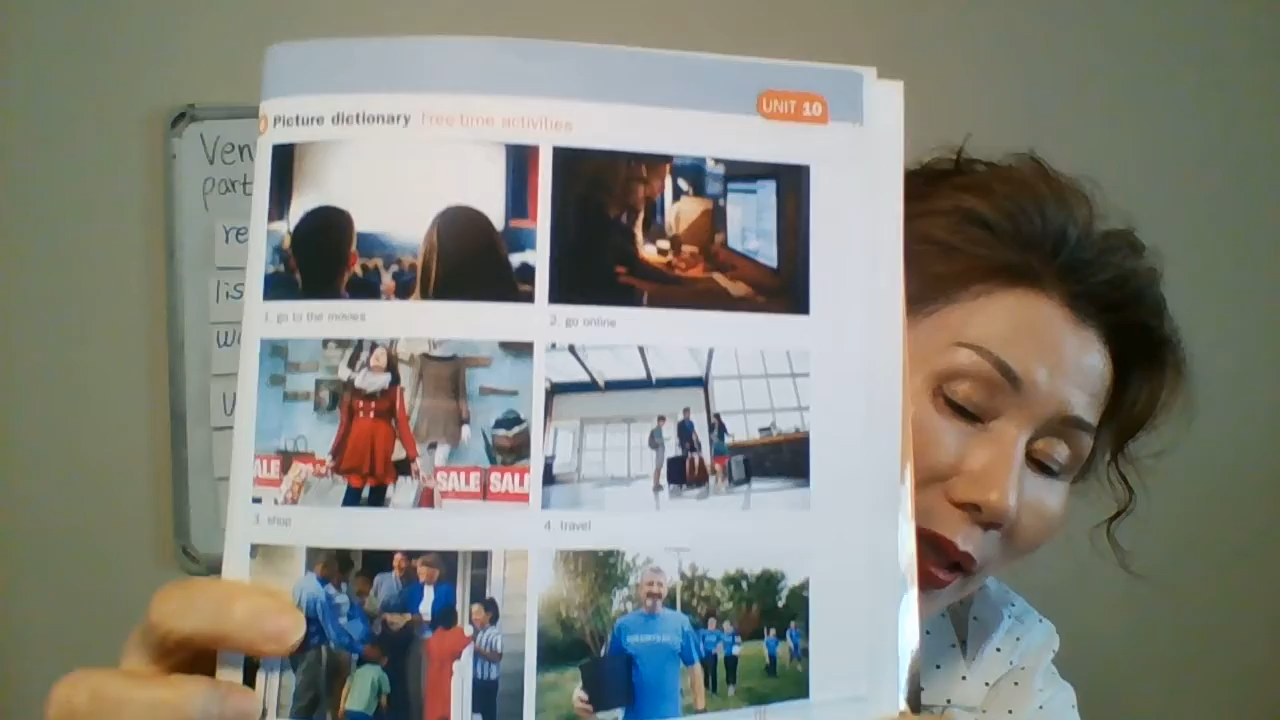 UNIT 10
Picture dictionary Free time activities
Ven
part
re
lis
1. go to the movies
2. go online
SALE SALE
3. shop
4. travel